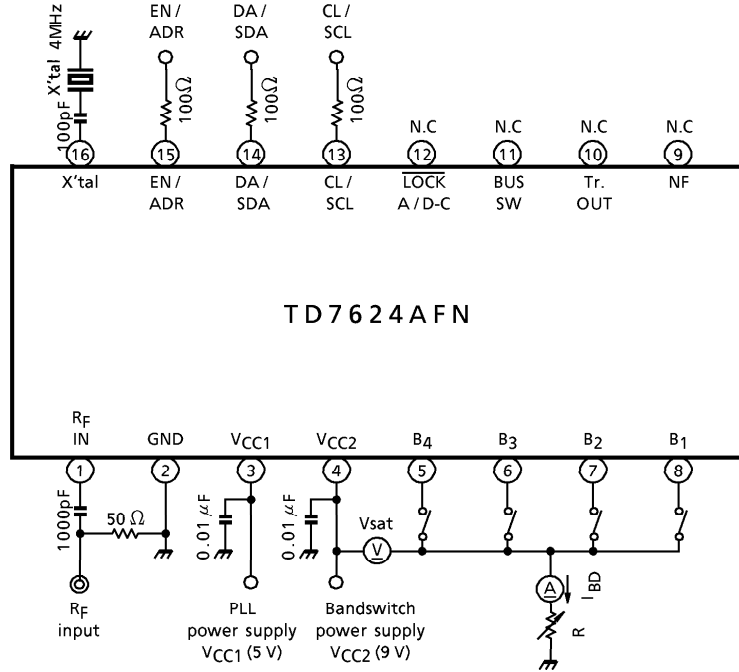 X'tal 4MHz
100pF
EN / ADR
100Ω
DA / SDA
100Ω
CL / SCL
100Ω
N.C
N.C
N.C
N.C
16
15
14
13
12
11
10
9
X'tal
EN / ADR
DA / SDA
CL / SCL
LOCK A / D-C
BUS SW
Tr. OUT
NF
TD7624AFN
RF IN
GND
VCC1
VCC2
B4
B3
B2
B1
1
2
3
4
5
6
7
8
1000pF
50 Ω
0.01 μF
0.01 μF
Vsat
V
A
IBD
R
RF input
PLL
power supply
VCC1 (5 V)
Bandswitch
power supply
VCC2 (9 V)